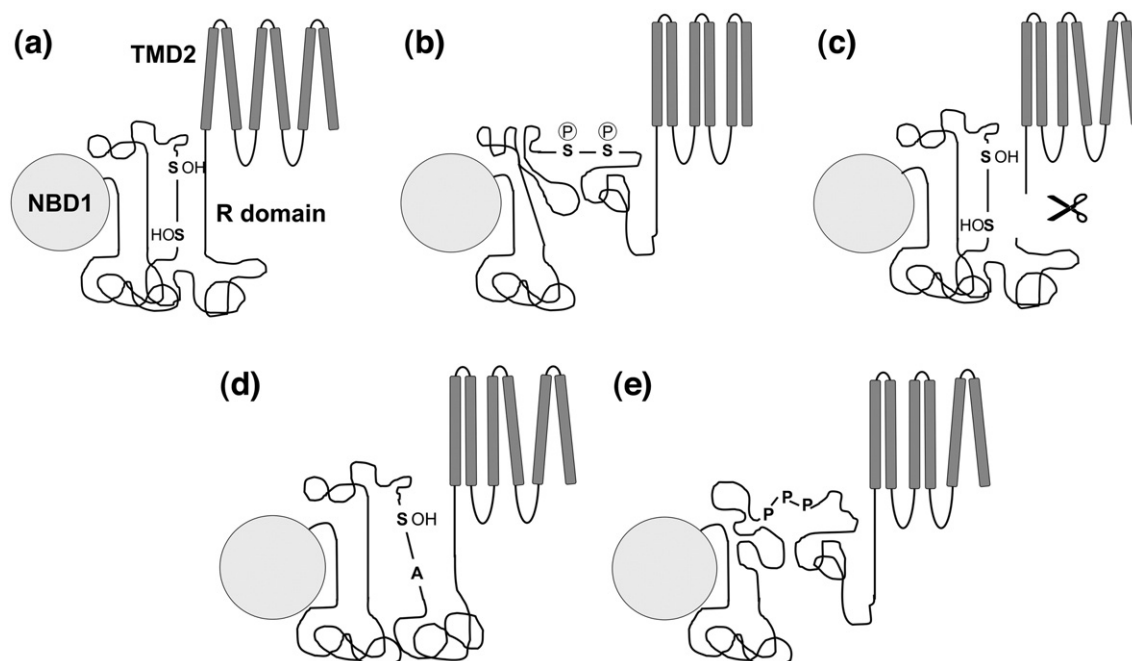 (a)
TMD2
NBD1
S OH
HOS
R domain
(b)
P P
S S
(c)
S
OH
HOS
(d)
S OH
A
(e)
P P P